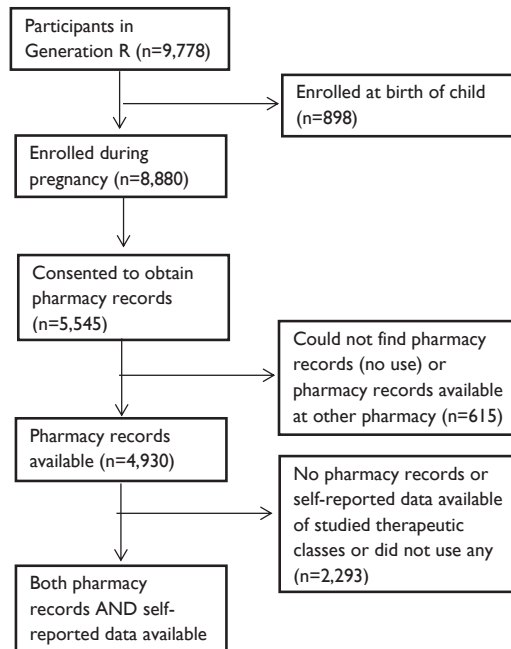 Participants in
Generation R (n=9,778)
Enrolled at birth of child
(n=898)
Enrolled during
pregnancy (n=8,880)
Consented to obtain
pharmacy records
(n=5,545)
Could not find pharmacy
records (no use) or
pharmacy records available
at other pharmacy (n=615)
Pharmacy records
available (n=4,930)
No pharmacy records or
self-reported data available
of studied therapeutic
classes or did not use any
(n=2,293)
Both pharmacy
records AND self-
reported data available